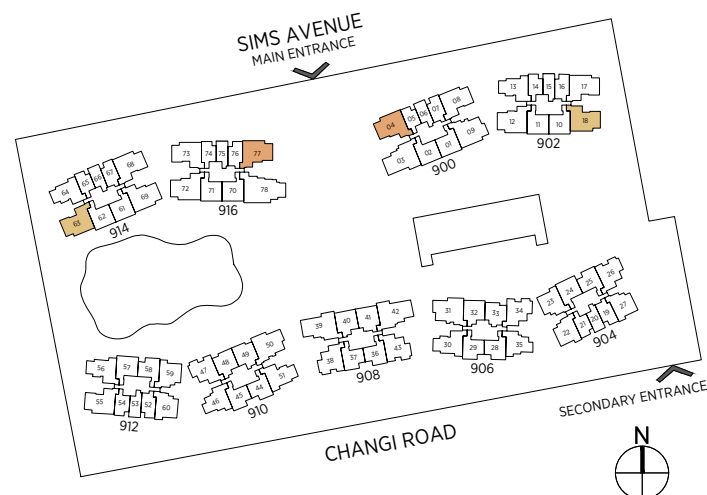 SIMS AVENUE
MAIN ENTRANCE
13 14 15 16 17
12 11 10 18
902
04 05 06 07 08
03 02 01 09
900
73 74 75 76 77
72 71 70 78
916
64 65 66 67 68
63 62 61 69
914
23 24 25 26
22 21 20 19 27
904
31 32 33 34
30 29 28 35
906
39 40 41 42
38 37 36 43
908
47 48 49 50
46 45 44 51
910
56 57 58 59
55 54 53 52 60
912
SECONDARY ENTRANCE
CHANGI ROAD
N